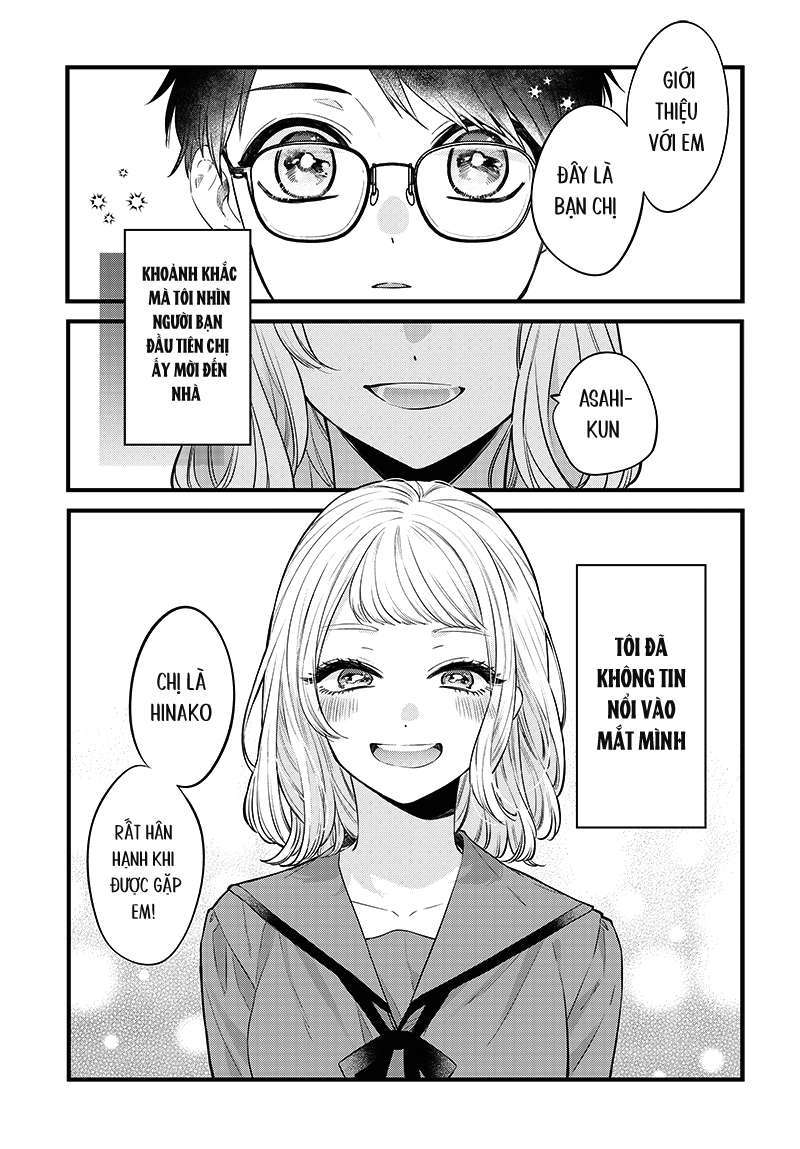 GIỚI
THIỆU
VỚI EM
ĐÂY LÀ
BẠN CHỊ
KHOẢNH KHẮC
MÀ TÔI NHÌN
NGƯỜI BẠN
ĐẦU TIÊN CHỊ
ẤY MỜI ĐẾN
NHÀ
ASAHI-
KUN
TÔI ĐÃ
KHÔNG TIN
NỔI VÀO
MẮT MÌNH
CHỊ LÀ
HINAKO
RẤT HÂN
HẠNH KHI
ĐƯỢC GẶP
EM!